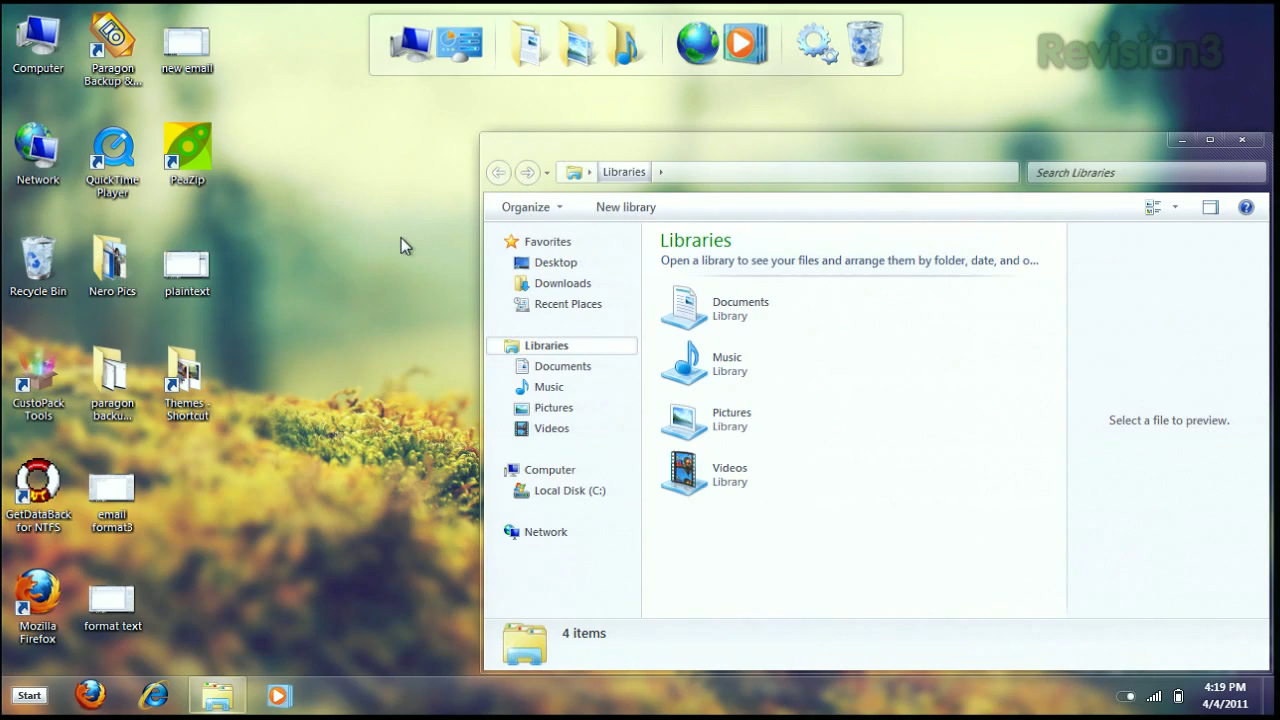 Computer
Paragon
Backup &...
new email
Network
QuickTime
Player
PeaZip
Recycle Bin
Nero Pics
plaintext
CustoPack
Tools
paragon
backu...
Themes -
Shortcut
GetDataBack
for NTFS
email
format3
Mozilla
Firefox
format text
Revision3
Libraries
Search Libraries
Organize
New library
Favorites
Desktop
Downloads
Recent Places
Libraries
Documents
Music
Pictures
Videos
Computer
Local Disk (C:)
Network
Libraries
Open a library to see your files and arrange them by folder, date, and o...
Documents
Library
Music
Library
Pictures
Library
Videos
Library
Select a file to preview.
4 items
Start
4:19 PM
4/4/2011